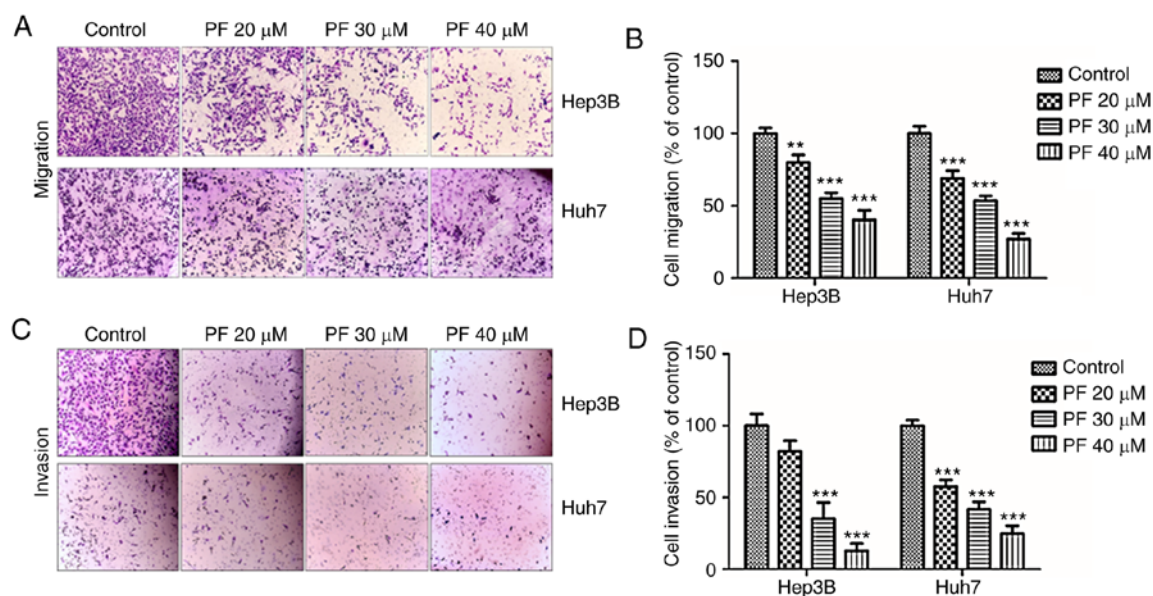 A
Control PF 20 μM PF 30 μM PF 40 μM
Migration
Hep3B
Huh7
B
Cell migration (% of control)
150
100
50
0
** *** *** *** *** ***
Hep3B Huh7
Control
PF 20 μM
PF 30 μM
PF 40 μM
C
Control PF 20 μM PF 30 μM PF 40 μM
Invasion
Hep3B
Huh7
D
Cell invasion (% of control)
150
100
50
0
*** *** *** *** ***
Hep3B Huh7
Control
PF 20 μM
PF 30 μM
PF 40 μM